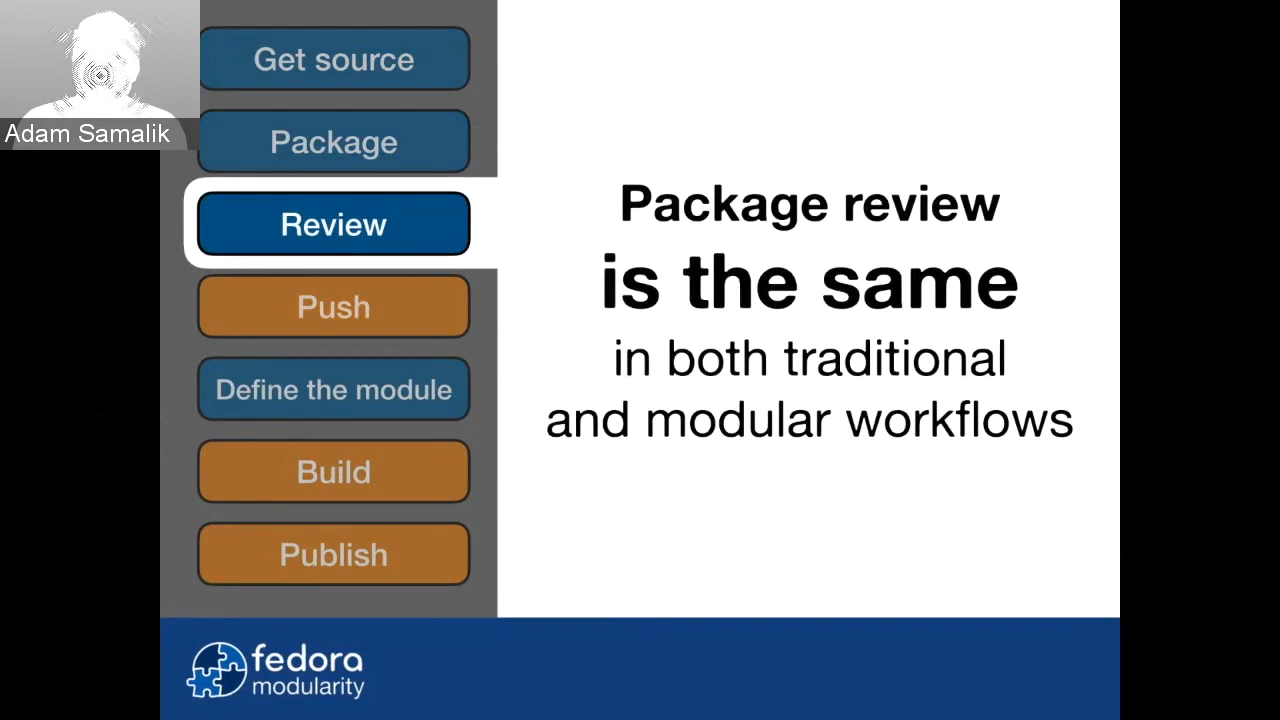 Adam Samalik
Get source
Package
Review
Push
Define the module
Build
Publish
Package review
is the same
in both traditional
and modular workflows
fedora
modularity